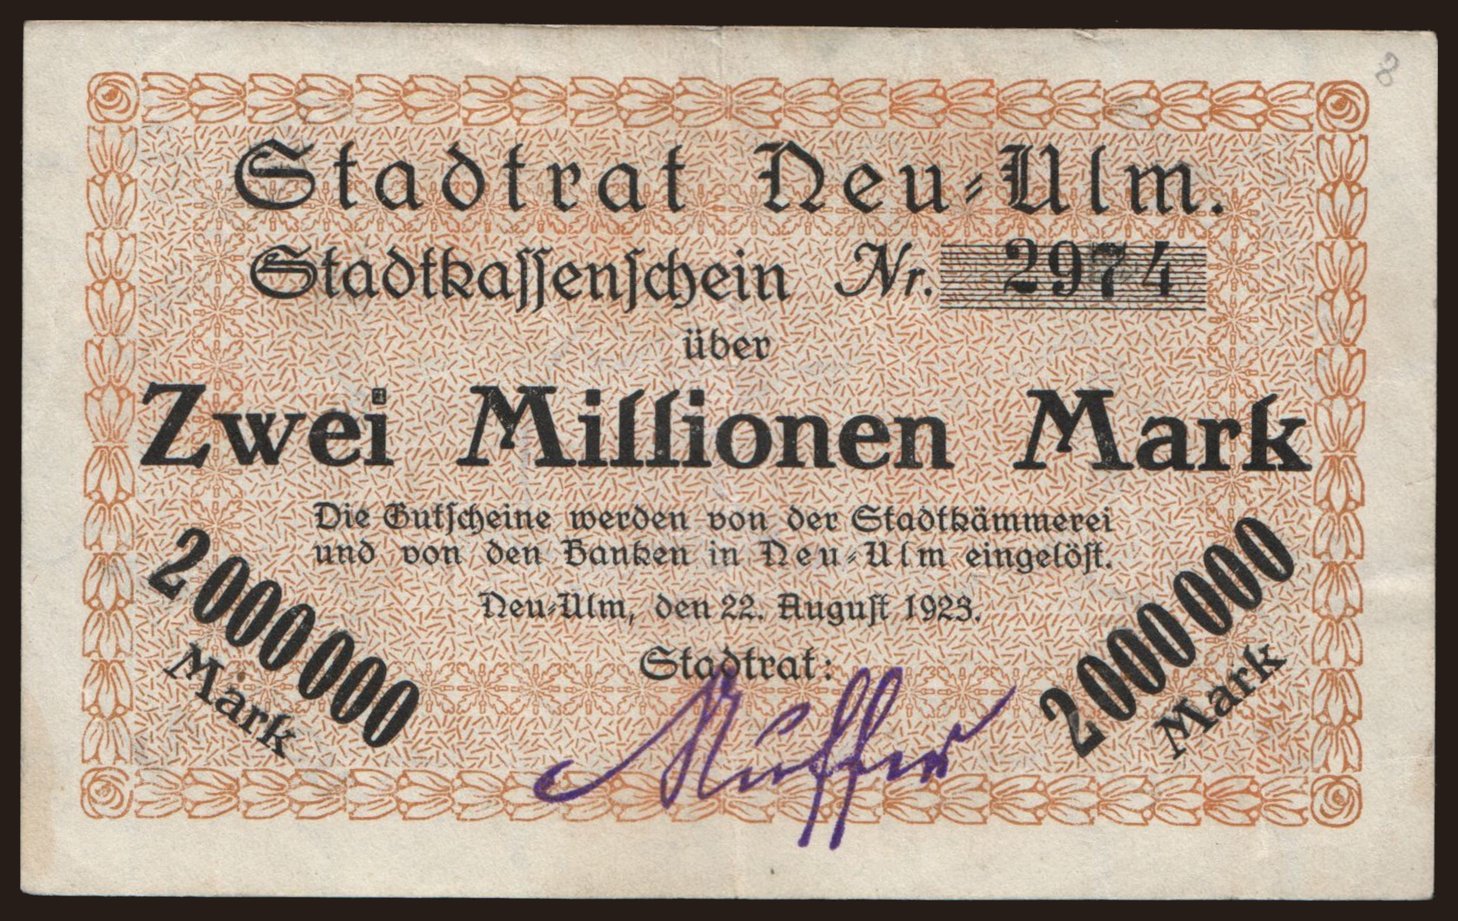 Stadtrat Neu-Ulm.
Stadtkassenschein Nr. 2974
über
Zwei Millionen Mark
Die Gutscheine werden von der Stadtkämmerei
und von den Banken in Neu-Ulm eingelöst.
Neu-Ulm, den 22. August 1923.
Stadtrat:
2000000
Mark
2000000
Mark
8